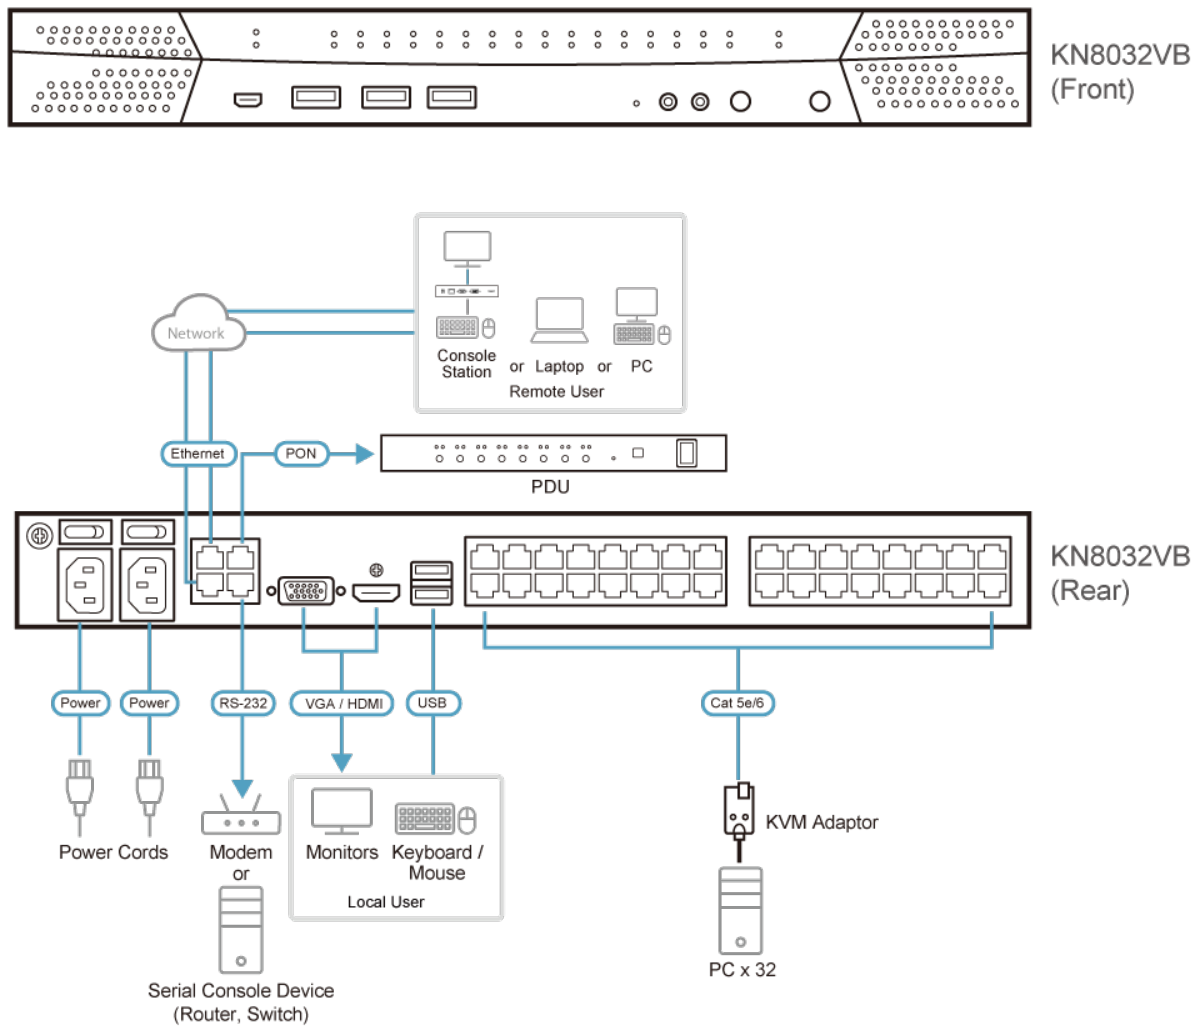 KN8032VB
(Front)
Network
Console
Station
or Laptop or PC
Remote User
Ethernet
PON
PDU
KN8032VB
(Rear)
Power
Power
RS-232
VGA / HDMI
USB
Cat 5e/6
KVM Adaptor
Power Cords
Modem
or
Monitors
Keyboard /
Mouse
Local User
PC x 32
Serial Console Device
(Router, Switch)